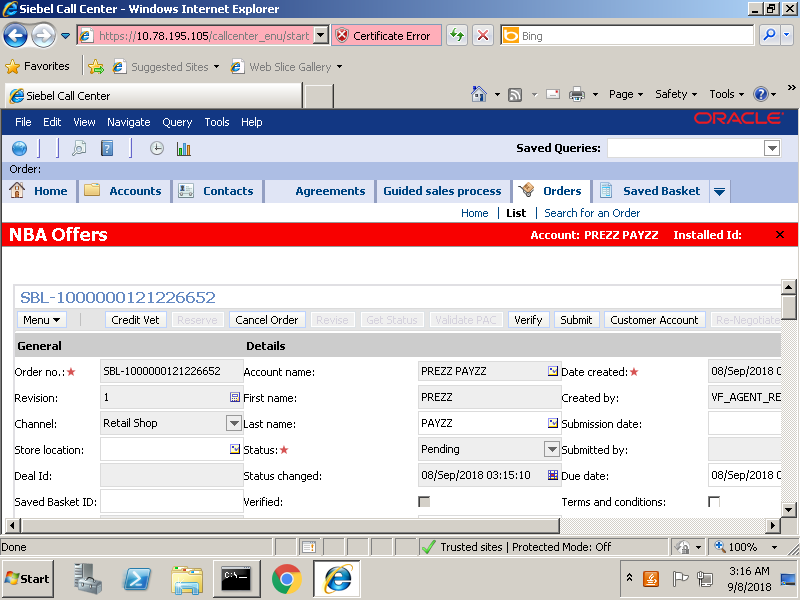 Siebel Call Center - Windows Internet Explorer
https://10.78.195.105/callcenter_enu/start
Certificate Error
Bing
Favorites
Suggested Sites
Web Slice Gallery
Siebel Call Center
Page
Safety
Tools
File Edit View Navigate Query Tools Help
ORACLE
Saved Queries:
Order:
Home Accounts Contacts Agreements Guided sales process Orders Saved Basket
Home | List | Search for an Order
NBA Offers
Account: PREZZ PAYZZ Installed Id:
SBL-1000000121226652
Menu Credit Vet Reserve Cancel Order Revise Get Status Validate PAC Verify Submit Customer Account Re-Negotiate
General Details
Order no.: SBL-1000000121226652 Account name: PREZZ PAYZZ Date created: 08/Sep/2018 0
Revision: 1 First name: PREZZ Created by: VF_AGENT_RE
Channel: Retail Shop Last name: PAYZZ Submission date:
Store location: Status: Pending Submitted by:
Deal Id: Status changed: 08/Sep/2018 03:15:10 Due date: 08/Sep/2018 0
Saved Basket ID: Verified: Terms and conditions:
Done
Trusted sites | Protected Mode: Off
100%
Start
C:\.
3:16 AM
9/8/2018